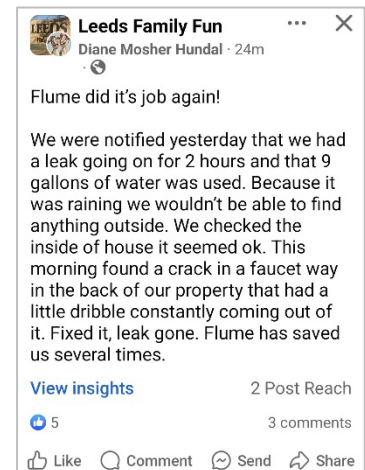 Leeds Family Fun
Diane Mosher Hundal · 24m
·
Flume did it's job again!
We were notified yesterday that we had
a leak going on for 2 hours and that 9
gallons of water was used. Because it
was raining we wouldn't be able to find
anything outside. We checked the
inside of house it seemed ok. This
morning found a crack in a faucet way
in the back of our property that had a
little dribble constantly coming out of
it. Fixed it, leak gone. Flume has saved
us several times.
View insights 2 Post Reach
5 3 comments
Like Comment Send Share